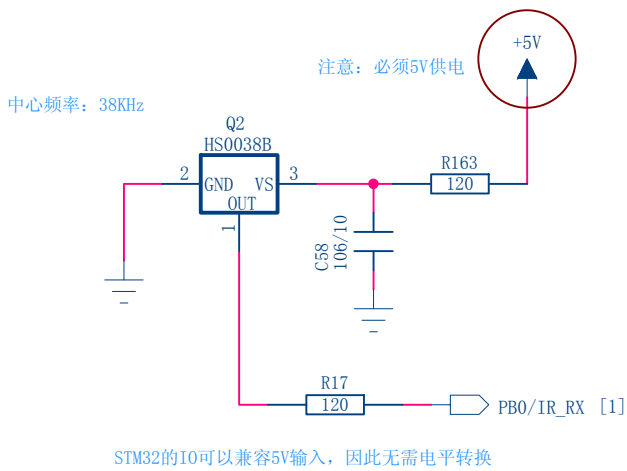 +5V
注意：必须5V供电
中心频率：38KHz
Q2
HS0038B
R163
2
GND
VS
3
120
OUT
1
C58
106/10
R17
120
PB0/IR_RX [1]
STM32的IO可以兼容5V输入，因此无需电平转换